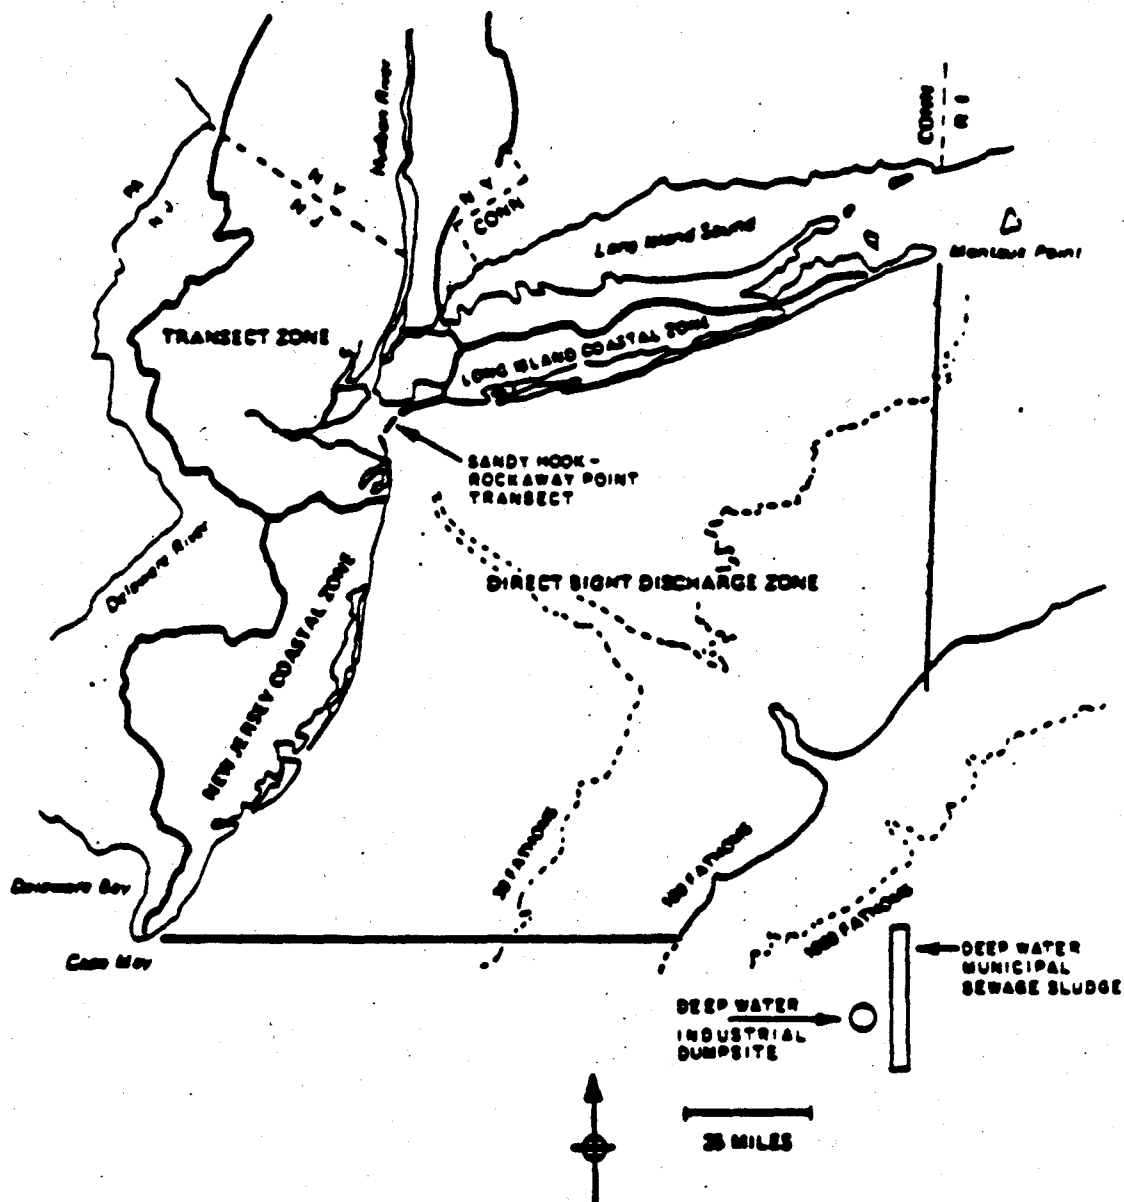 Hudson River
CONN
R I
PA
N J
N Y
N J
N Y
CONN
Long Island Sound
Montauk Point
TRANSECT ZONE
LONG ISLAND COASTAL ZONE
SANDY HOOK-
ROCKAWAY POINT
TRANSECT
Delaware River
DIRECT BIGHT DISCHARGE ZONE
NEW JERSEY COASTAL ZONE
FATHOMS
100 FATHOMS
1000 FATHOMS
Delaware Bay
Cape May
DEEP WATER
MUNICIPAL
SEWAGE SLUDGE
DEEP WATER
INDUSTRIAL
DUMPSITE
25 MILES